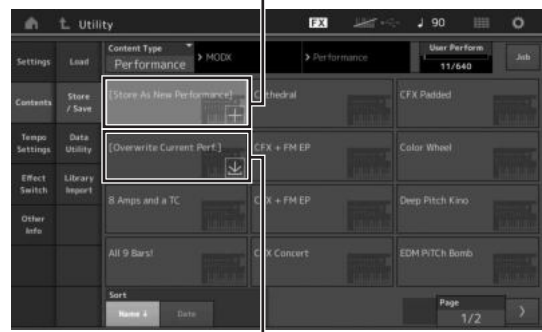 Utility
FX
90
Settings
Load
Content Type
Performance
> MODX
> Performance
User Perform
11/640
Job
Contents
Store / Save
[Store As New Performance]
Cathedral
CFX Padded
Tempo Settings
Data Utility
[Overwrite Current Perf.]
CFX + FM EP
Color Wheel
Effect Switch
Library Import
8 Amps and a TC
CFX + FM EP
Deep Pitch Kino
Other Info
All 9 Bars!
CFX Concert
EDM PiTCh Bomb
Sort
Name
Date
Page
1/2